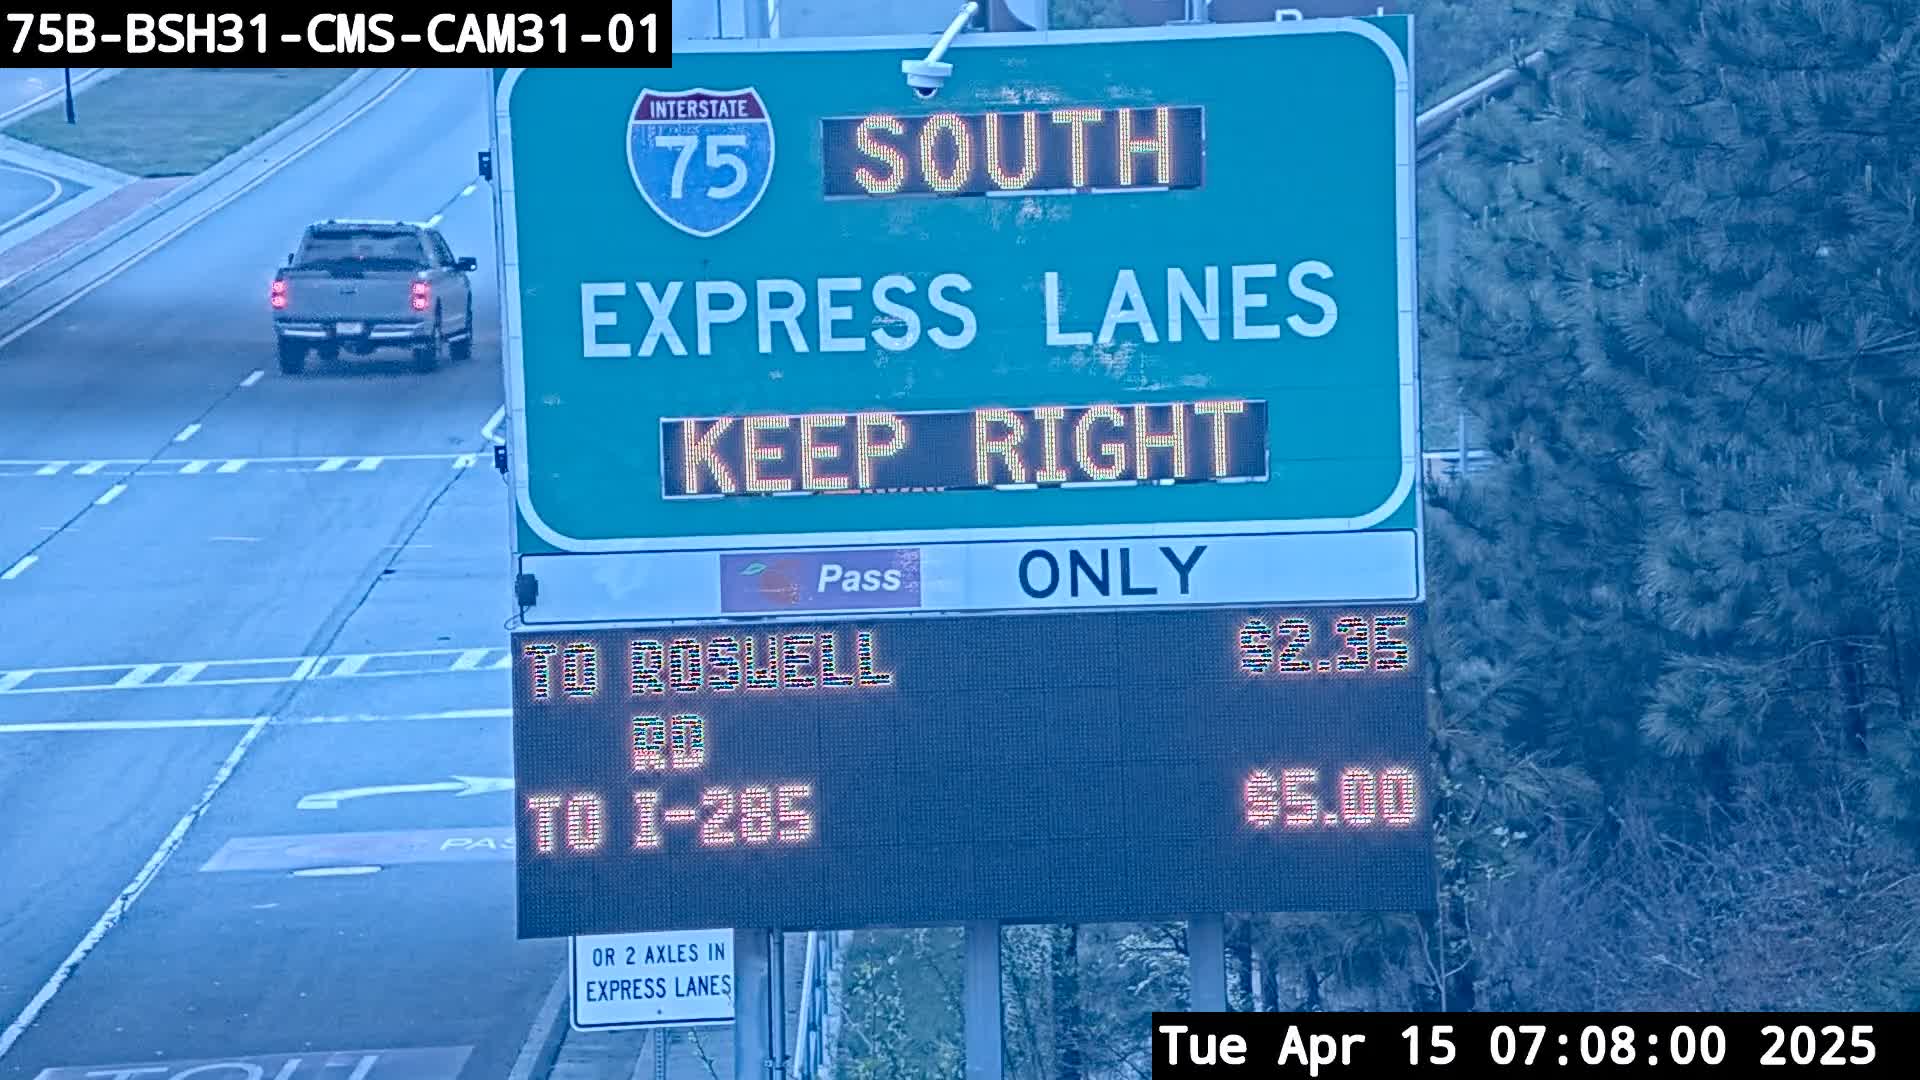 75B-BSH31-CMS-CAM31-01
INTERSTATE
75
SOUTH
EXPRESS LANES
KEEP RIGHT
Pass ONLY
TO ROSWELL $2.35
RD
TO I-285 $5.00
OR 2 AXLES IN
EXPRESS LANES
Tue Apr 15 07:08:00 2025